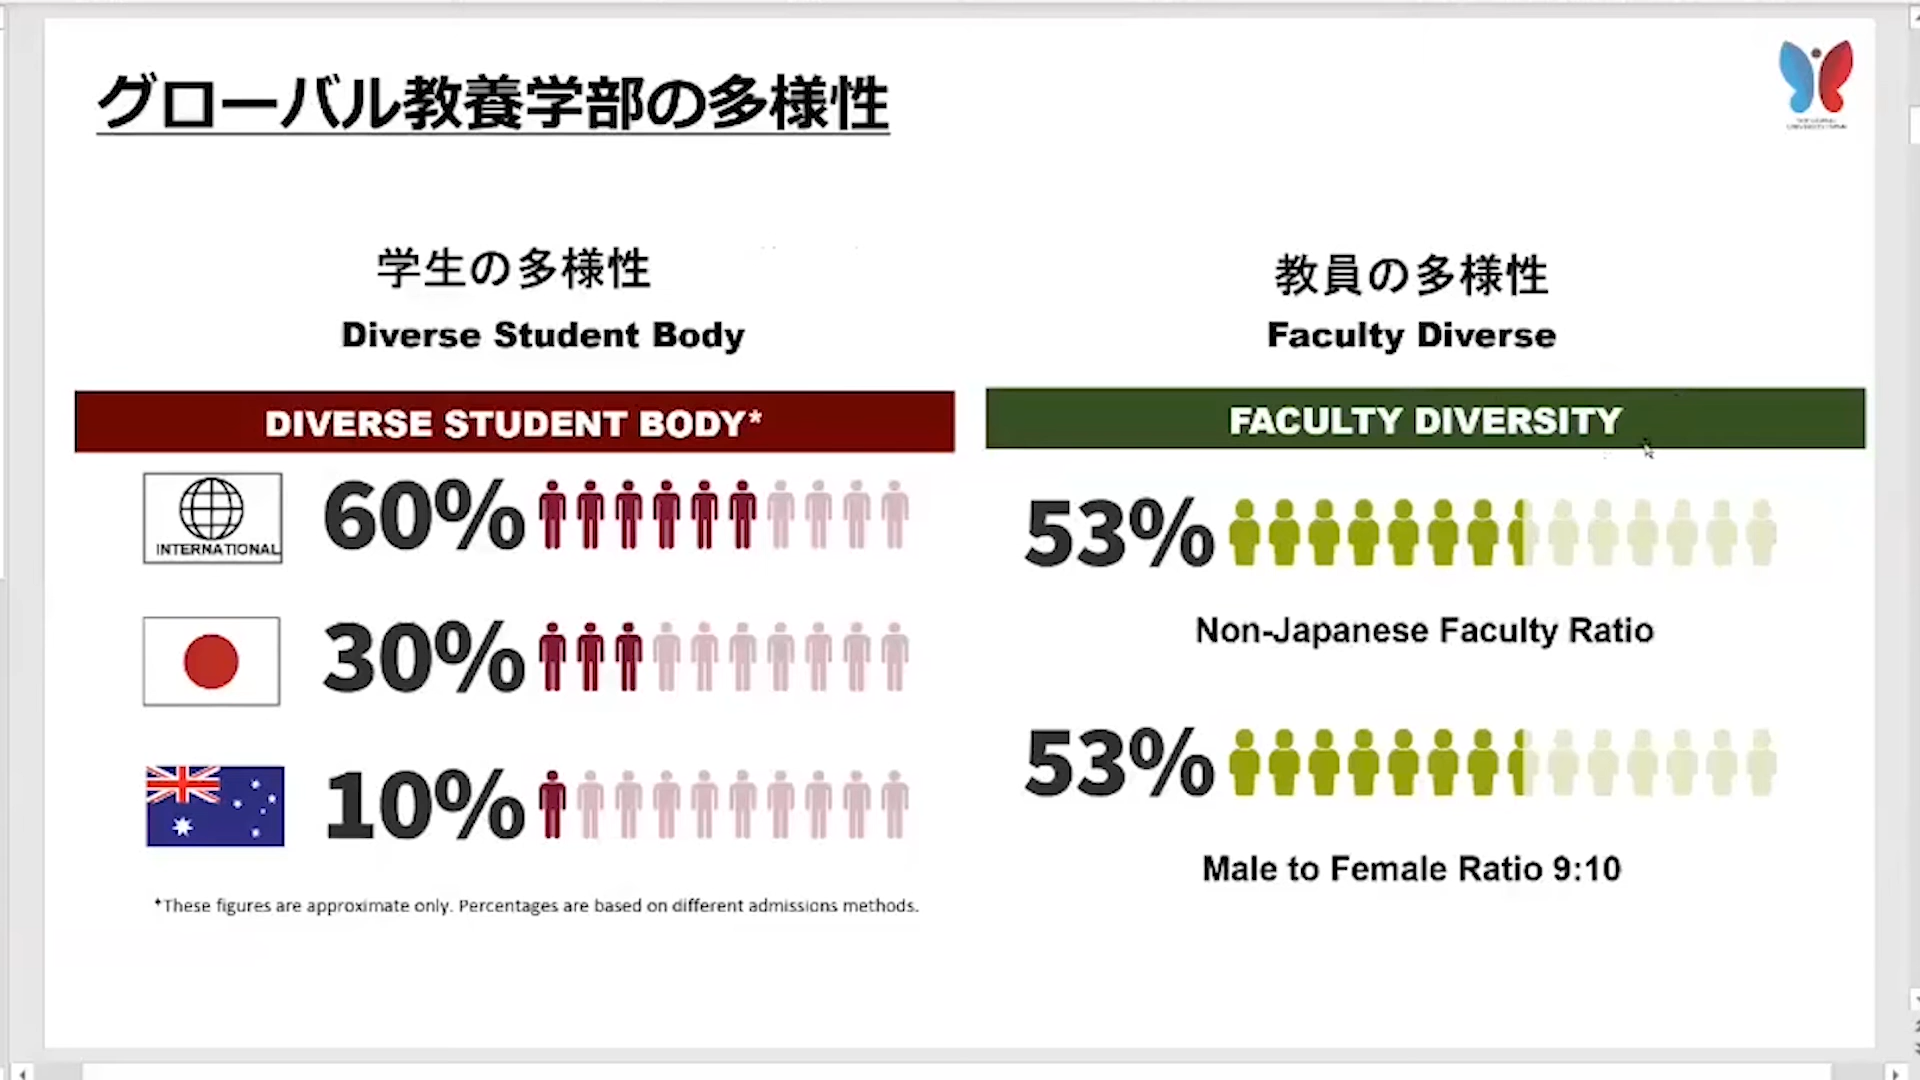 グローバル教養学部の多様性
学生の多様性
Diverse Student Body
DIVERSE STUDENT BODY*
INTERNATIONAL
60%
30%
10%
*These figures are approximate only. Percentages are based on different admissions methods.
教員の多様性
Faculty Diverse
FACULTY DIVERSITY
53%
Non-Japanese Faculty Ratio
53%
Male to Female Ratio 9:10